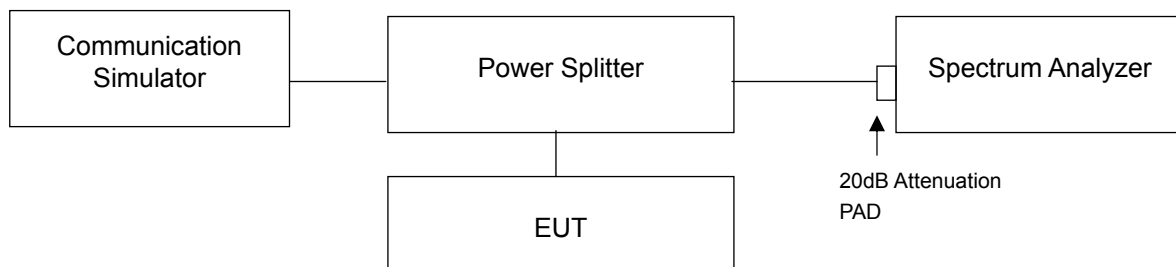 Communication
Simulator
Power Splitter
Spectrum Analyzer
20dB Attenuation
PAD
EUT